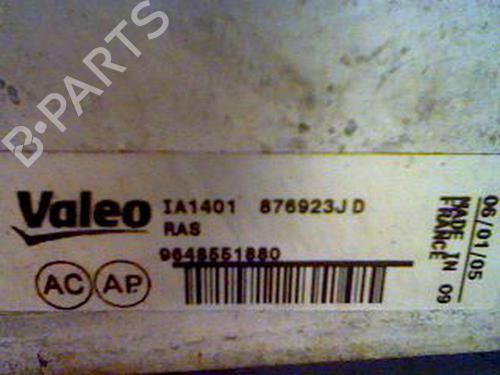 B-PARTS
Valeo
IA1401 876923J D
RAS
9648551880
AC AP
06/01/05
MADE IN 09
FRANCE